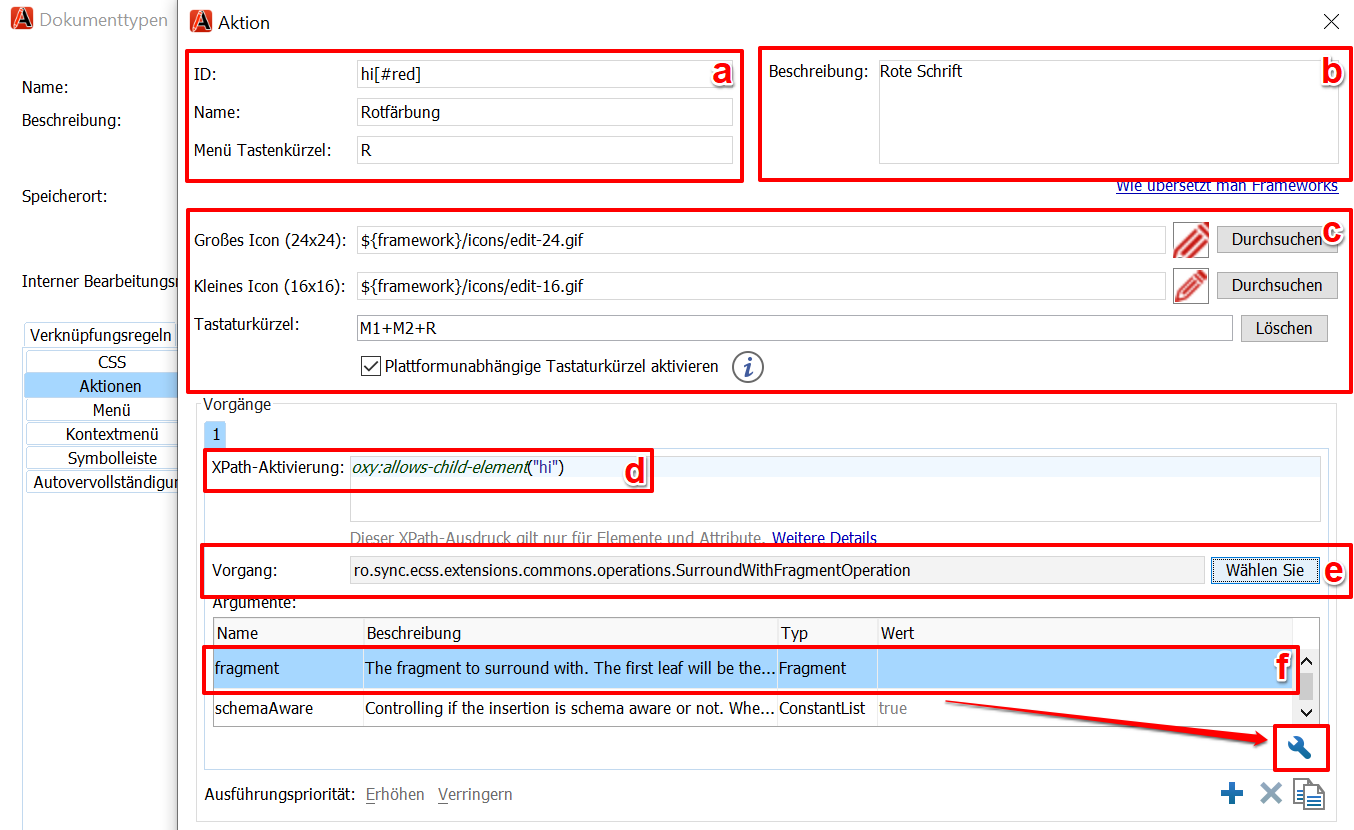 Dokumenttypen
Name:
Beschreibung:
Speicherort:
Interner Bearbeitungsr
Verknüpfungsregeln
CSS
Aktionen
Menü
Kontextmenü
Symbolleiste
Autovervollständigur
Aktion
ID: hi[#red] a
Name: Rotfärbung
Menü Tastenkürzel: R
Beschreibung: Rote Schrift b
Wie übersetzt man Frameworks
Großes Icon (24x24): ${framework}/icons/edit-24.gif Durchsuchen c
Kleines Icon (16x16): ${framework}/icons/edit-16.gif Durchsuchen
Tastaturkürzel: M1+M2+R Löschen
Plattformunabhängige Tastaturkürzel aktivieren i
Vorgänge
1
XPath-Aktivierung: oxy:allows-child-element("hi") d
Dieser XPath-Ausdruck gilt nur für Elemente und Attribute. Weitere Details
Vorgang: ro.sync.ecss.extensions.commons.operations.SurroundWithFragmentOperation Wählen Sie e
Argumente:
Name Beschreibung Typ Wert
fragment The fragment to surround with. The first leaf will be the... Fragment f
schemaAware Controlling if the insertion is schema aware or not. Whe... ConstantList true
Ausführungspriorität: Erhöhen Verringern